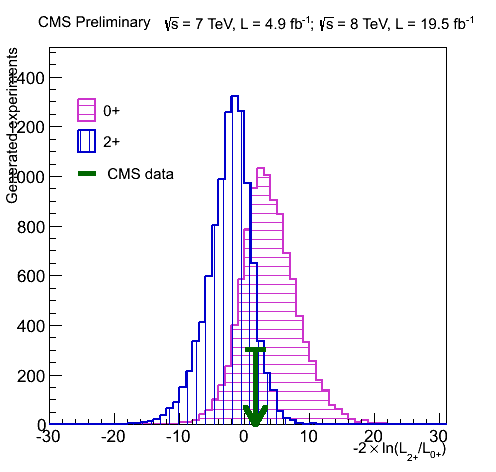 CMS Preliminary √s = 7 TeV, L = 4.9 fb⁻¹; √s = 8 TeV, L = 19.5 fb⁻¹
Generated experiments
1400
1200
1000
800
600
400
200
0
0+
2+
CMS data
-30 -20 -10 0 10 20 30
-2×ln(L₂₊/L₀₊)